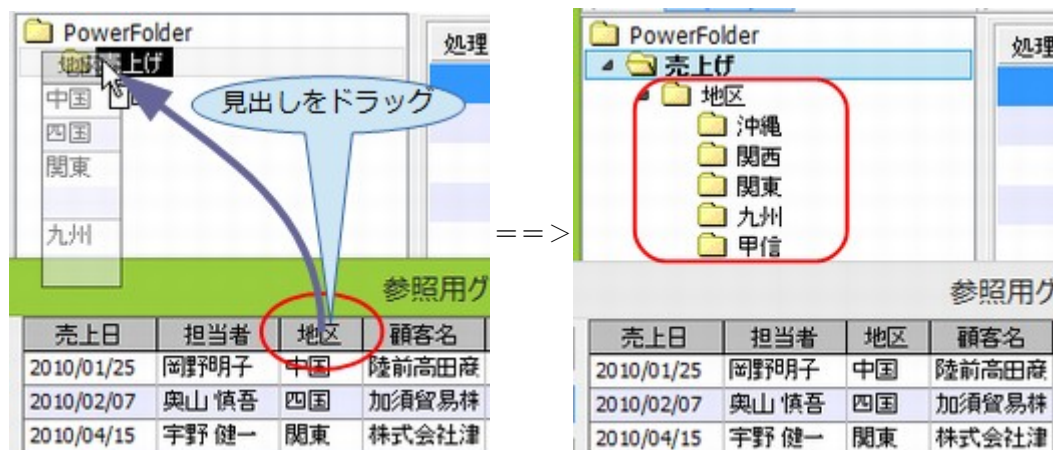 PowerFolder
処理
売上げ
中国
四国
関東
九州
見出しをドラッグ
参照用グ
売上日 担当者 地区 顧客名
2010/01/25 岡野明子 中国 陸前高田商
2010/02/07 奥山 慎吾 四国 加須貿易株
2010/04/15 宇野 健一 関東 株式会社津
==>
PowerFolder
処理
売上げ
地区
沖縄
関西
関東
九州
甲信
参照用グ
売上日 担当者 地区 顧客名
2010/01/25 岡野明子 中国 陸前高田商
2010/02/07 奥山 慎吾 四国 加須貿易株
2010/04/15 宇野 健一 関東 株式会社津